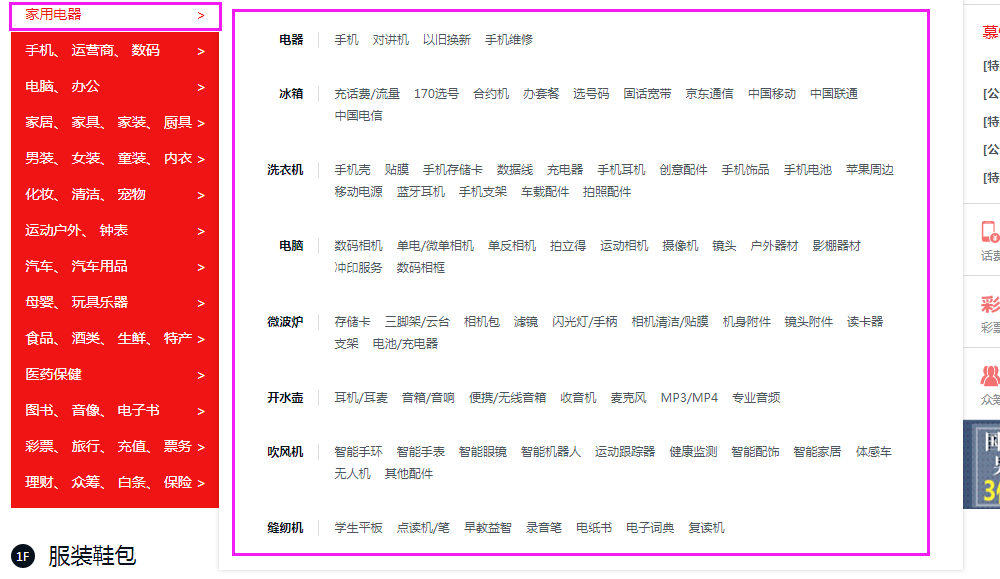 家用电器 >
手机、 运营商、 数码 >
电脑、 办公 >
家居、 家具、 家装、 厨具 >
男装、 女装、 童装、 内衣 >
化妆、 清洁、 宠物 >
运动户外、 钟表 >
汽车、 汽车用品 >
母婴、 玩具乐器 >
食品、 酒类、 生鲜、 特产 >
医药保健 >
图书、 音像、 电子书 >
彩票、 旅行、 充值、 票务 >
理财、 众筹、 白条、 保险 >
1F 服装鞋包
电器 手机 对讲机 以旧换新 手机维修
冰箱 充话费/流量 170选号 合约机 办套餐 选号码 固话宽带 京东通信 中国移动 中国联通
中国电信
洗衣机 手机壳 贴膜 手机存储卡 数据线 充电器 手机耳机 创意配件 手机饰品 手机电池 苹果周边
移动电源 蓝牙耳机 手机支架 车载配件 拍照配件
电脑 数码相机 单电/微单相机 单反相机 拍立得 运动相机 摄像机 镜头 户外器材 影棚器材
冲印服务 数码相框
微波炉 存储卡 三脚架/云台 相机包 滤镜 闪光灯/手柄 相机清洁/贴膜 机身附件 镜头附件 读卡器
支架 电池/充电器
开水壶 耳机/耳麦 音箱/音响 便携/无线音箱 收音机 麦克风 MP3/MP4 专业音频
吹风机 智能手环 智能手表 智能眼镜 智能机器人 运动跟踪器 健康监测 智能配饰 智能家居 体感车
无人机 其他配件
缝纫机 学生平板 点读机/笔 早教益智 录音笔 电纸书 电子词典 复读机
慕
[特
[公
[特
[公
[特
话费
彩
彩票
众筹
国